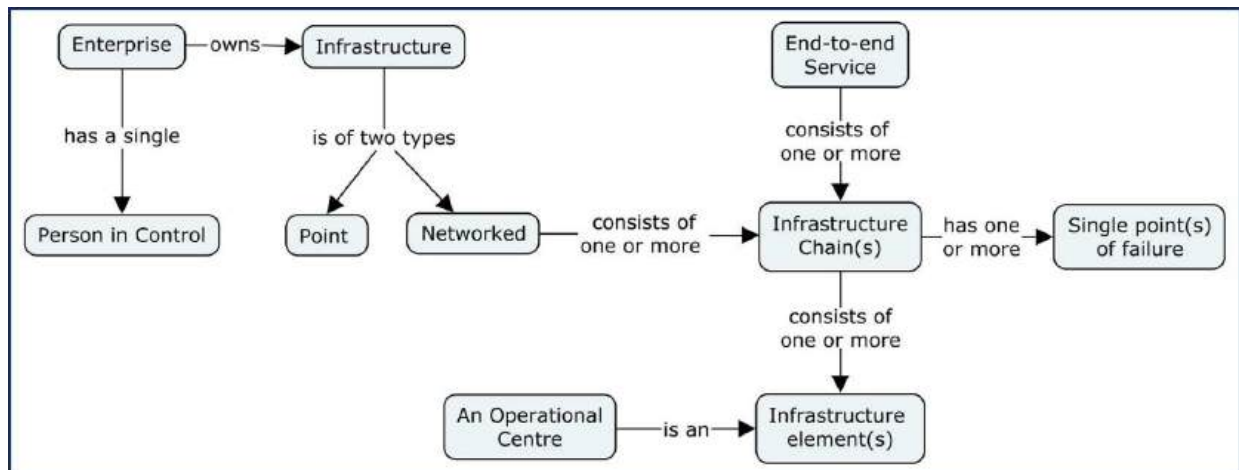 Enterprise
owns
Infrastructure
End-to-end
Service
has a single
is of two types
consists of
one or more
Person in Control
Point
Networked
consists of
one or more
Infrastructure
Chain(s)
has one
or more
Single point(s)
of failure
consists of
one or more
An Operational
Centre
is an
Infrastructure
element(s)